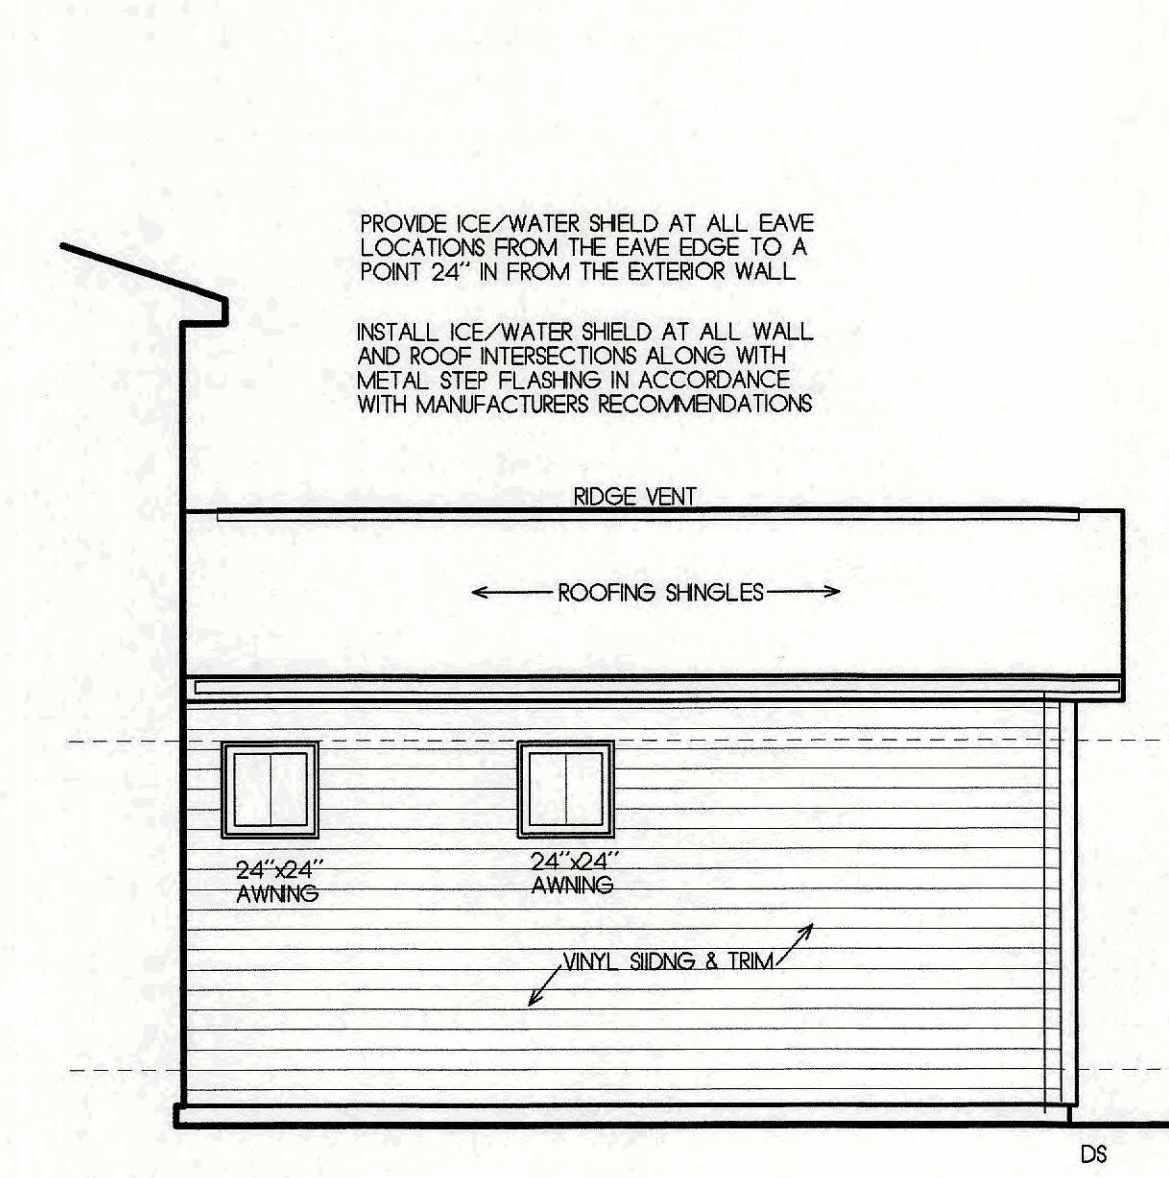 PROVIDE ICE/WATER SHIELD AT ALL EAVE
LOCATIONS FROM THE EAVE EDGE TO A
POINT 24" IN FROM THE EXTERIOR WALL
INSTALL ICE/WATER SHIELD AT ALL WALL
AND ROOF INTERSECTIONS ALONG WITH
METAL STEP FLASHING IN ACCORDANCE
WITH MANUFACTURERS RECOMMENDATIONS
RIDGE VENT
ROOFING SHINGLES
24"x24"
AWNING
24"x24"
AWNING
VINYL SIIDNG & TRIM
DS